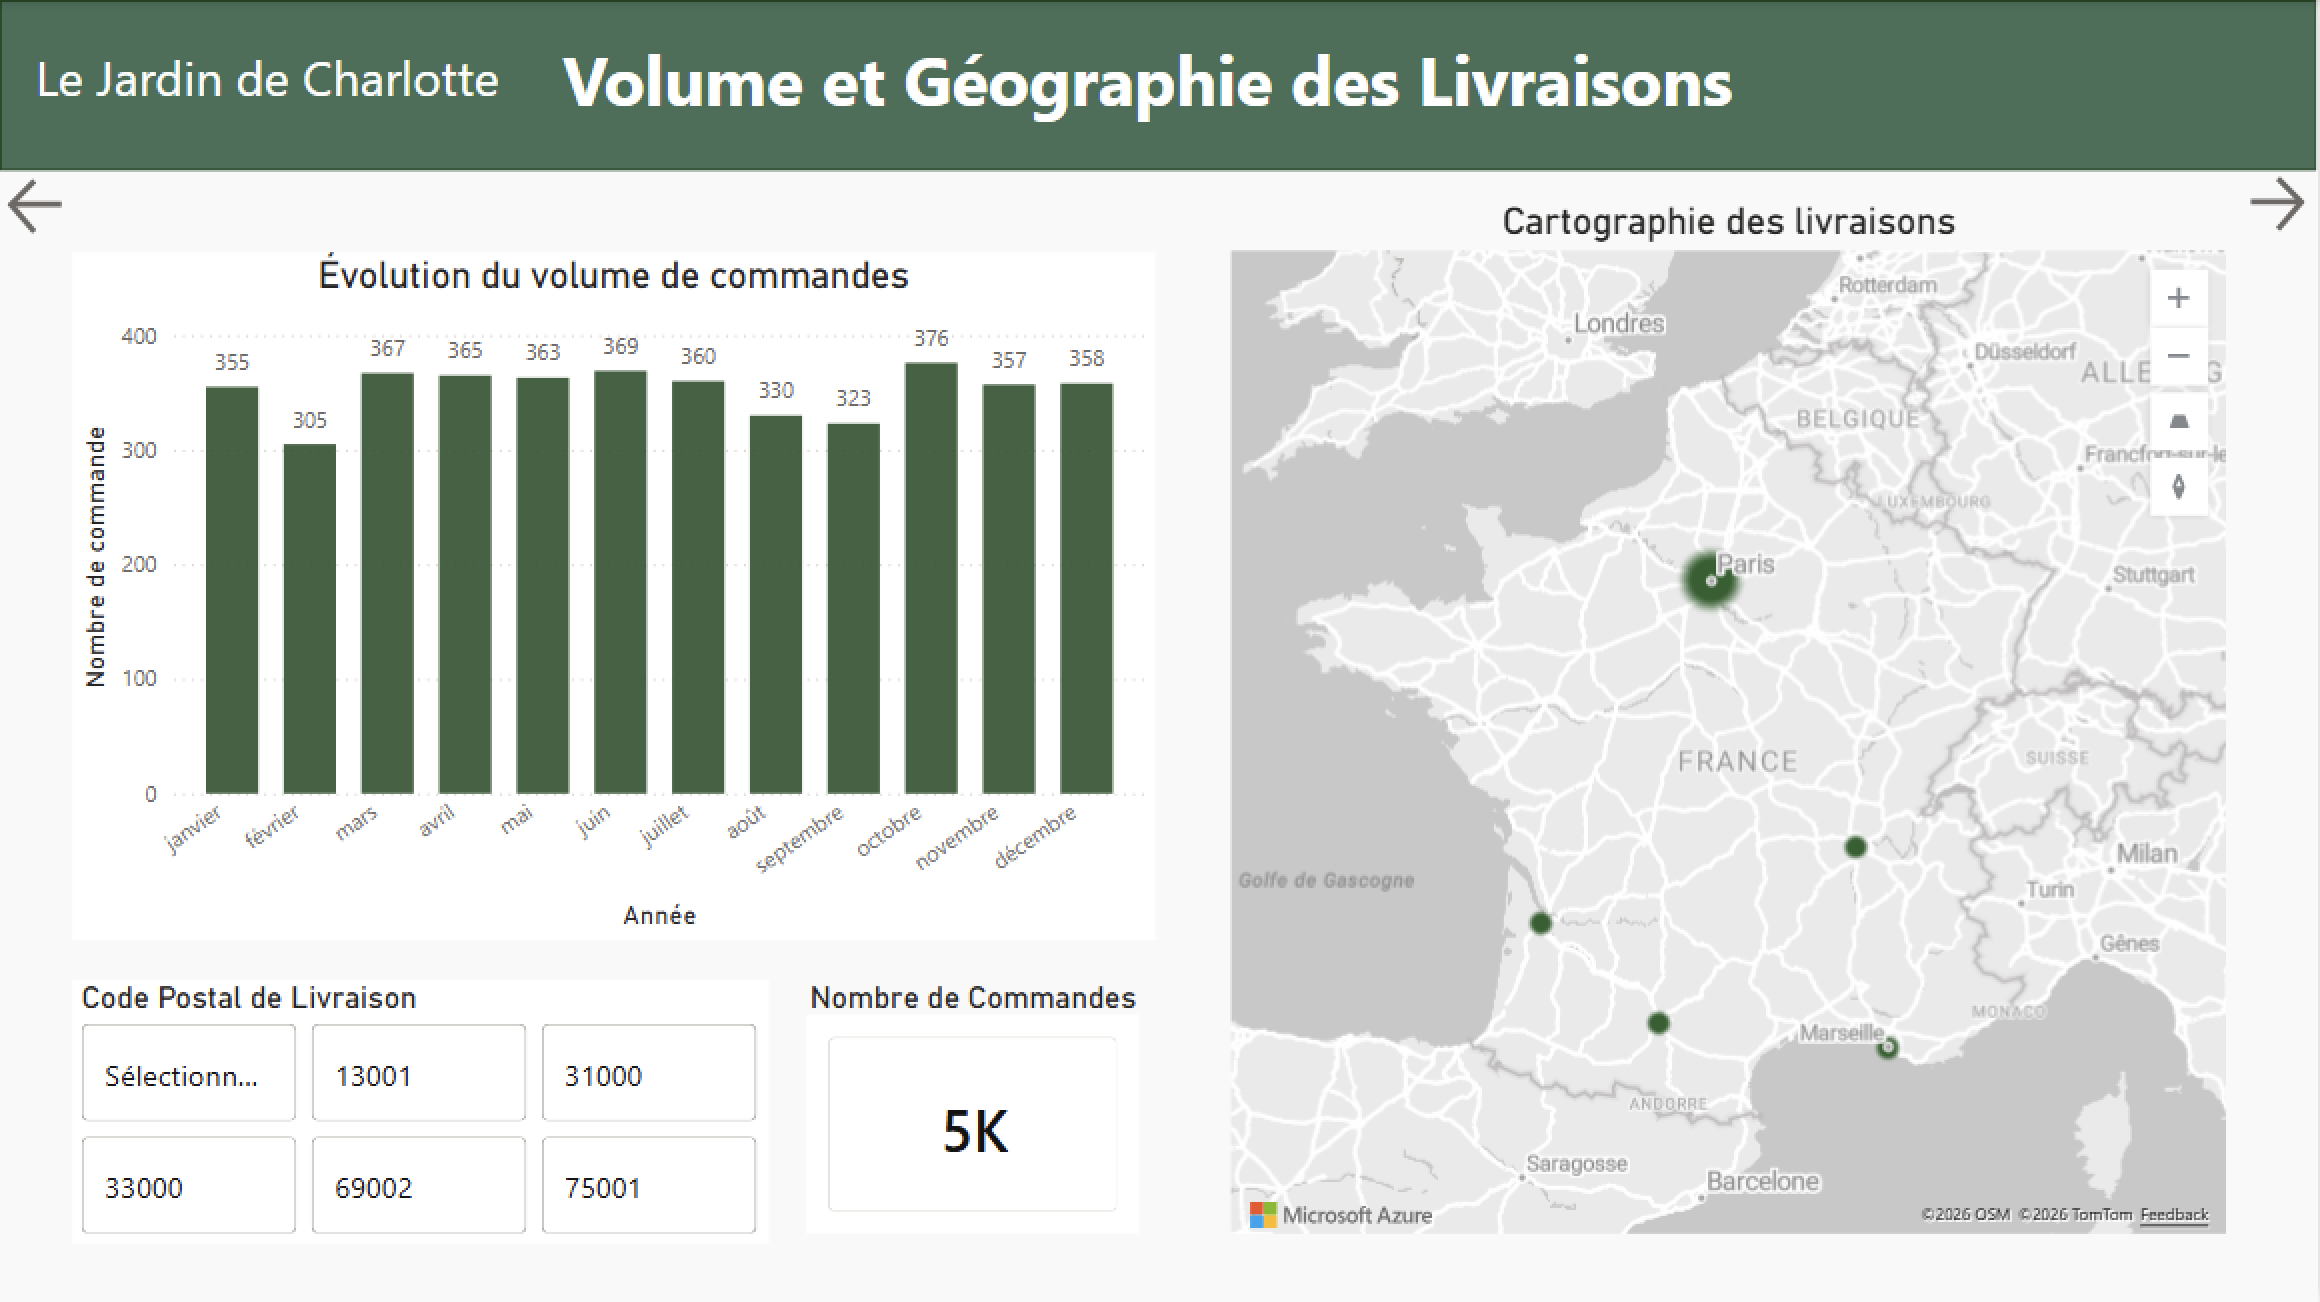 Le Jardin de Charlotte
Volume et Géographie des Livraisons
Évolution du volume de commandes
Nombre de commande
400
300
200
100
0
355
305
367
365
363
369
360
330
323
376
357
358
janvier
février
mars
avril
mai
juin
juillet
août
septembre
octobre
novembre
décembre
Année
Code Postal de Livraison
Sélectionn...
13001
31000
33000
69002
75001
Nombre de Commandes
5K
Cartographie des livraisons
Rotterdam
Londres
Düsseldorf
BELGIQUE
LUXEMBOURG
Paris
Stuttgart
FRANCE
SUISSE
Milan
Golfe de Gascogne
Turin
Gênes
MONACO
Marseille
ANDORRE
Saragosse
Barcelone
Microsoft Azure
©2026 OSM ©2026 TomTom Feedback